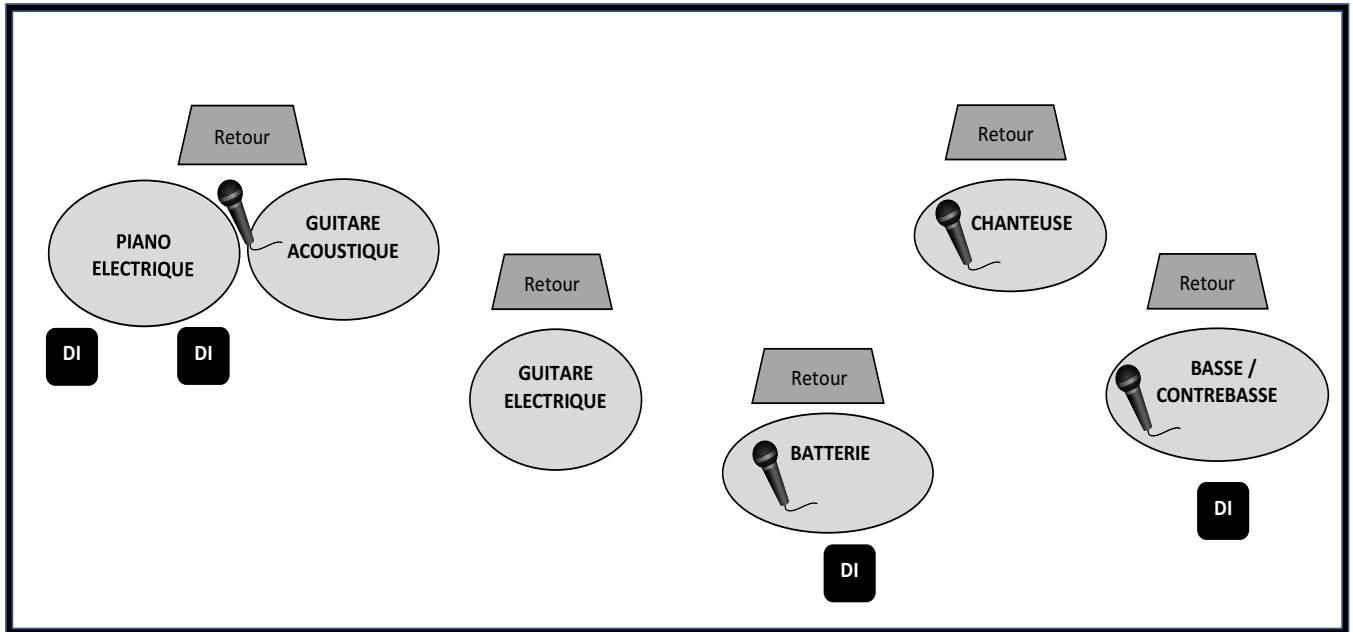 Retour
Retour
PIANO
ELECTRIQUE
GUITARE
ACOUSTIQUE
CHANTEUSE
Retour
Retour
DI
DI
GUITARE
ELECTRIQUE
Retour
BASSE /
CONTREBASSE
BATTERIE
DI
DI